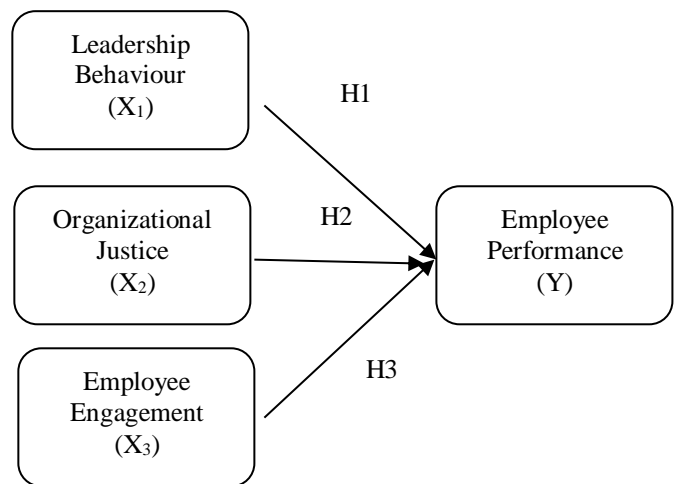 Leadership
Behaviour
(X₁)
H1
Organizational
Justice
(X₂)
H2
Employee
Performance
(Y)
Employee
Engagement
(X₃)
H3